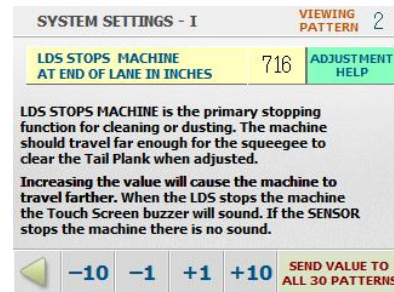 SYSTEM SETTINGS - I
VIEWING
PATTERN 2
LDS STOPS MACHINE
AT END OF LANE IN INCHES
716
ADJUSTMENT
HELP
LDS STOPS MACHINE is the primary stopping
function for cleaning or dusting. The machine
should travel far enough for the squeegee to
clear the Tail Plank when adjusted.
Increasing the value will cause the machine to
travel farther. When the LDS stops the machine
the Touch Screen buzzer will sound. If the SENSOR
stops the machine there is no sound.
-10 -1 +1 +10
SEND VALUE TO
ALL 30 PATTERNS